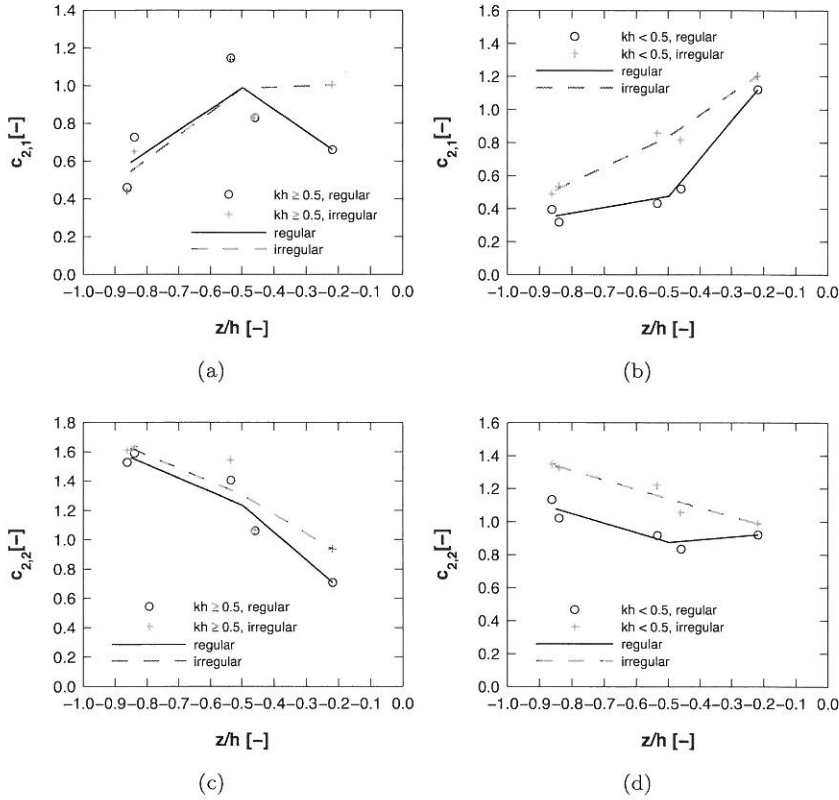 1.6
1.4
1.2
1.0
0.8
0.6
0.4
0.2
0.0
c2,1[−]
kh ≥ 0.5, regular
kh ≥ 0.5, irregular
regular
irregular
−1.0−0.9−0.8−0.7−0.6−0.5−0.4−0.3−0.2−0.1 0.0
z/h [−]
(a)
1.6
1.4
1.2
1.0
0.8
0.6
0.4
0.2
0.0
c2,1[−]
kh < 0.5, regular
kh < 0.5, irregular
regular
irregular
−1.0−0.9−0.8−0.7−0.6−0.5−0.4−0.3−0.2−0.1 0.0
z/h [−]
(b)
1.8
1.6
1.4
1.2
1.0
0.8
0.6
0.4
0.2
0.0
c2,2[−]
kh ≥ 0.5, regular
kh ≥ 0.5, irregular
regular
irregular
−1.0−0.9−0.8−0.7−0.6−0.5−0.4−0.3−0.2−0.1 0.0
z/h [−]
(c)
1.6
1.4
1.2
1.0
0.8
0.6
0.4
0.2
0.0
c2,2[−]
kh < 0.5, regular
kh < 0.5, irregular
regular
irregular
−1.0−0.9−0.8−0.7−0.6−0.5−0.4−0.3−0.2−0.1 0.0
z/h [−]
(d)